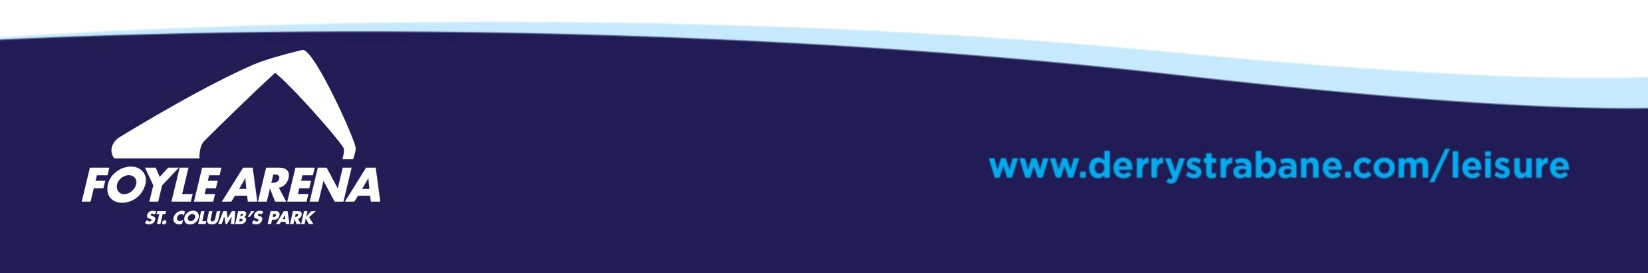 FOYLE ARENA
ST. COLUMB'S PARK
www.derrystrabane.com/leisure